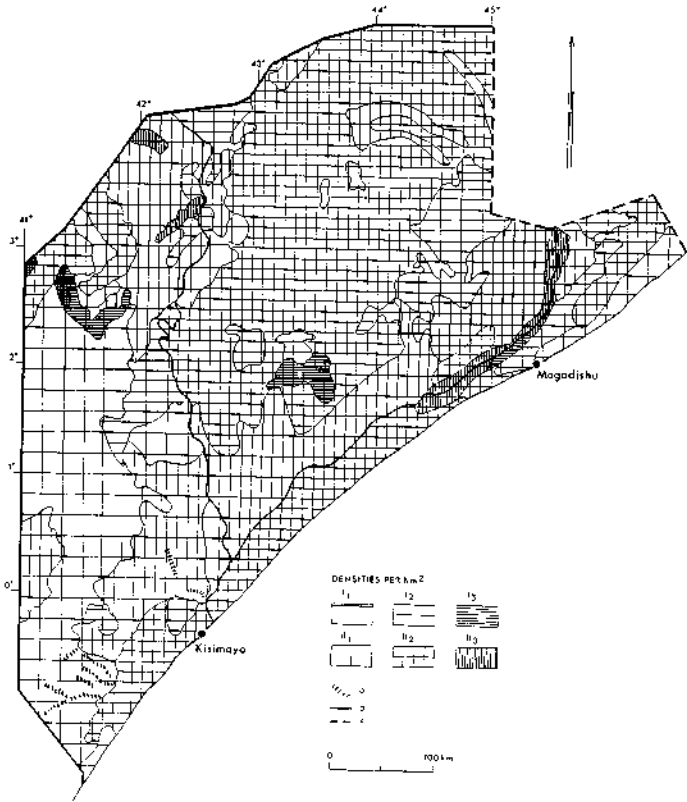 44° 45°
43°
42°
41°
3°
2°
Mogadishu
1°
0°
DENSITIES PER km2
I1 I2 I3
Kisimayo
II1 II2 II3
0 100 km